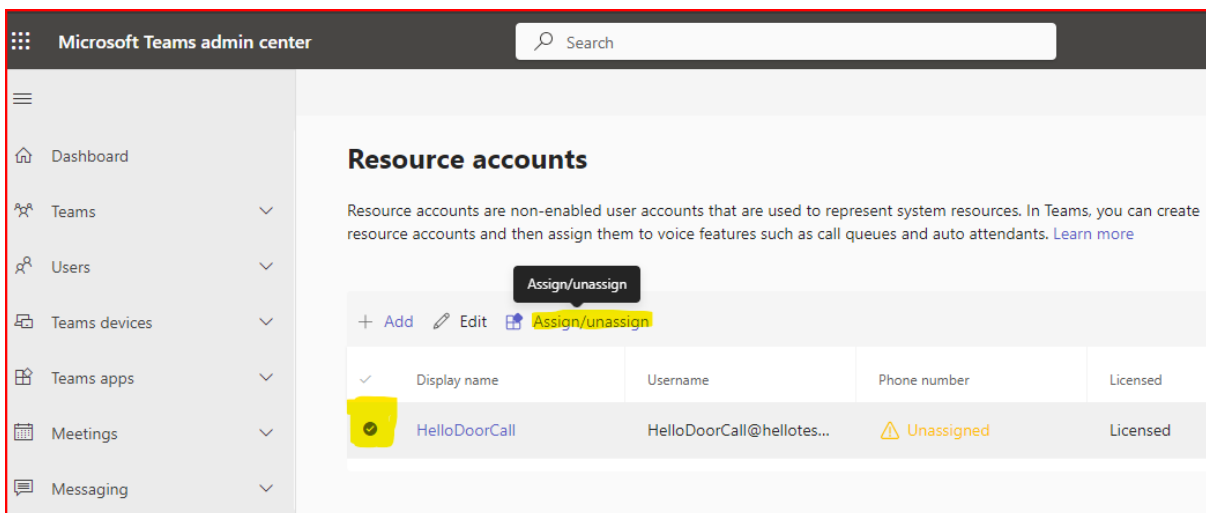 Microsoft Teams admin center
Search
Dashboard
Teams
Users
Teams devices
Teams apps
Meetings
Messaging
Resource accounts
Resource accounts are non-enabled user accounts that are used to represent system resources. In Teams, you can create
resource accounts and then assign them to voice features such as call queues and auto attendants. Learn more
Assign/unassign
Add Edit Assign/unassign
Display name Username Phone number Licensed
HelloDoorCall HelloDoorCall@hellotes... Unassigned Licensed